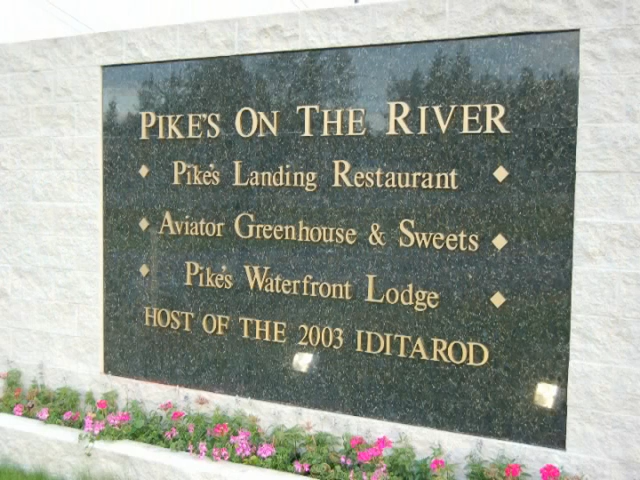 PIKE'S ON THE RIVER
◆ Pike's Landing Restaurant ◆
◆ Aviator Greenhouse & Sweets ◆
◆ Pike's Waterfront Lodge ◆
HOST OF THE 2003 IDITAROD